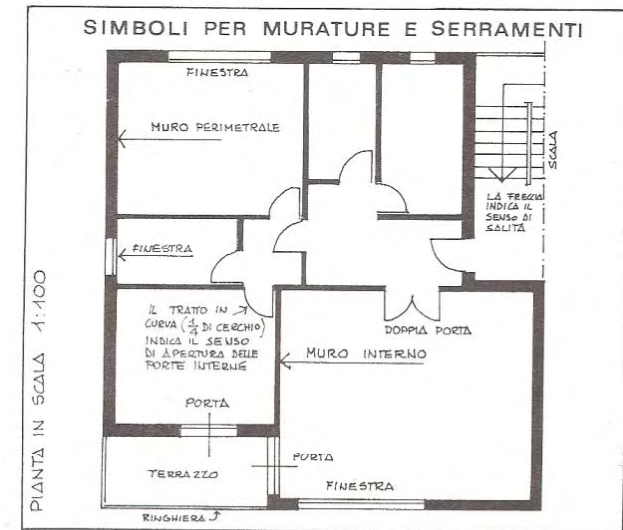 SIMBOLI PER MURATURE E SERRAMENTI
FINESTRA
MURO PERIMETRALE
SCALA
LA FRECCIA
INDICA IL
SENSO DI
SALITA
FINESTRA
IL TRATTO IN
CURVA (1/4 DI CERCHIO)
INDICA IL SENSO
DI APERTURA DELLE
PORTE INTERNE
DOPPIA PORTA
MURO INTERNO
PORTA
PORTA
TERRAZZO
FINESTRA
RINGHIERA
PIANTA IN SCALA 1:100